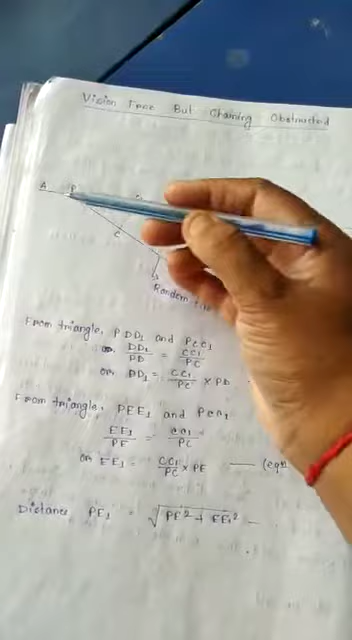 Vision Free But Chaining Obstructed
A P
C
Random
From triangle, PDD1 and PCC1
or DD1/PD = CC1/PC
or DD1 = CC1/PC × PD
From triangle, PEE1 and PCC1
EE1/PE = CC1/PC
or EE1 = CC1/PC × PE — (eqn
Distance PE1 = √PE² + EE1²